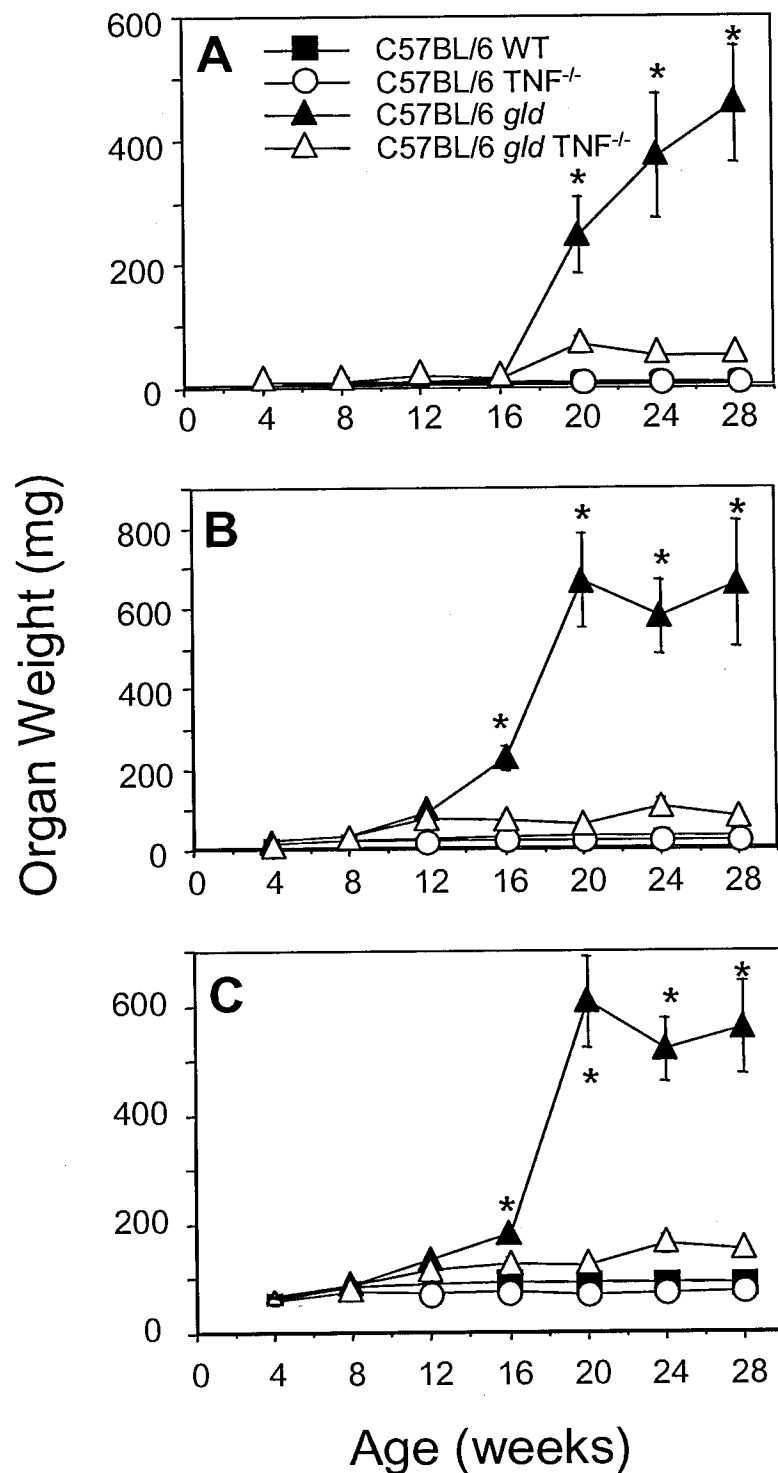 A
C57BL/6 WT
C57BL/6 TNF-/-
C57BL/6 gld
C57BL/6 gld TNF-/-
600
400
200
0
* * *
0 4 8 12 16 20 24 28
B
800
600
400
200
0
* * * *
0 4 8 12 16 20 24 28
C
600
400
200
0
* * * *
0 4 8 12 16 20 24 28
Organ Weight (mg)
Age (weeks)